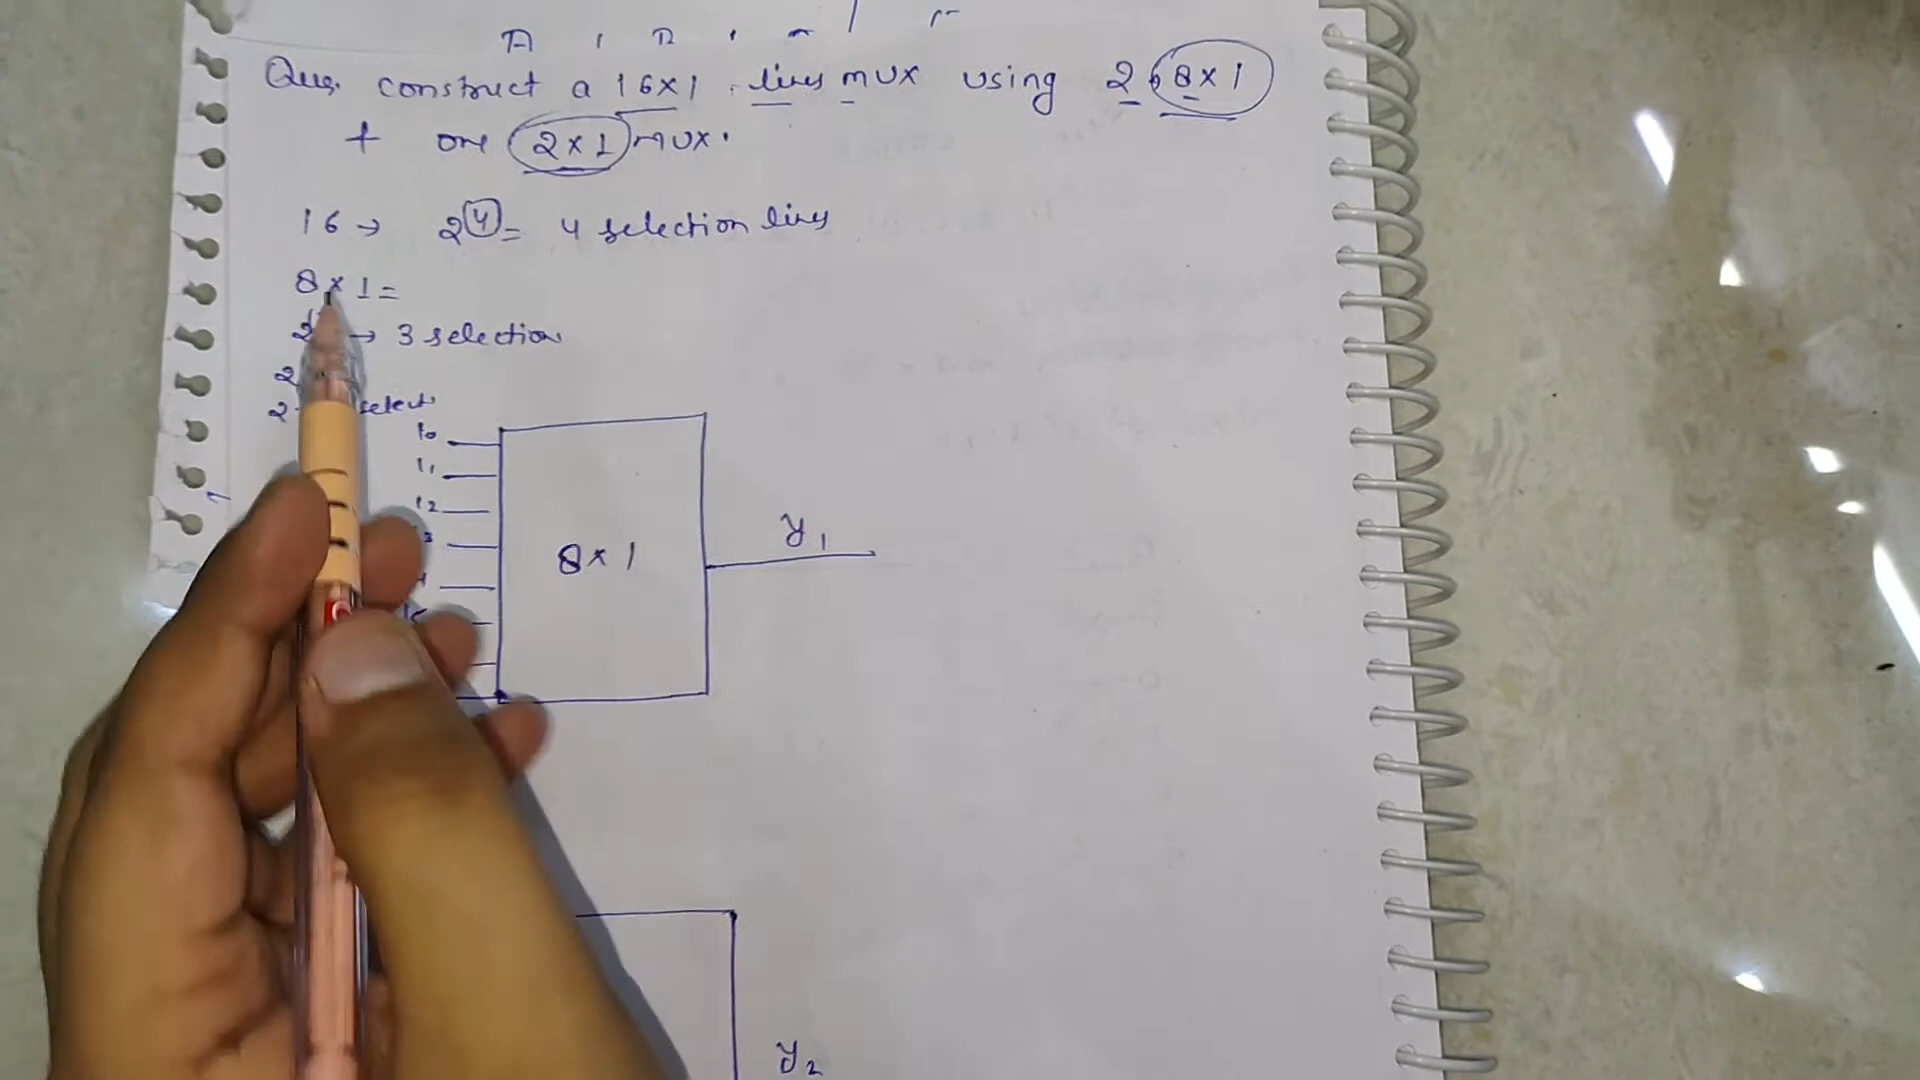 Que. construct a 16×1 lines mux using 2, 8×1
+ one 2×1 mux.
16 → 2⁴ = 4 selection lines
8×1 =
→ 3 selection
select
I₀
I₁
I₂
8×1
y₁
y₂